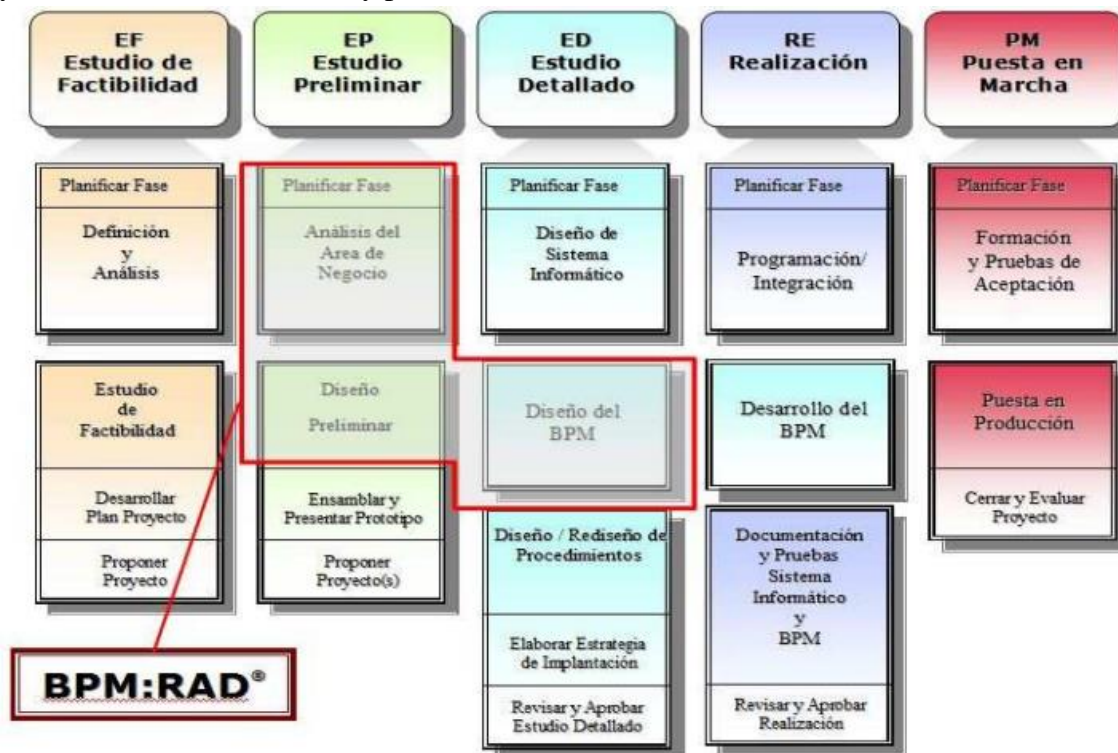 EF
Estudio de
Factibilidad
Planificar Fase
Definición
y
Análisis
Estudio
de
Factibilidad
Desarrollar
Plan Proyecto
Proponer
Proyecto
EP
Estudio
Preliminar
Planificar Fase
Análisis del
Area de
Negocio
Diseño
Preliminar
Ensamblar y
Presentar Prototipo
Proponer
Proyecto(s)
ED
Estudio
Detallado
Planificar Fase
Diseño de
Sistema
Informático
Diseño del
BPM
Diseño / Rediseño de
Procedimientos
Elaborar Estrategia
de Implantación
Revisar y Aprobar
Estudio Detallado
RE
Realización
Planificar Fase
Programación/
Integración
Desarrollo del
BPM
Documentación
y Pruebas
Sistema
Informático
y
BPM
Revisar y Aprobar
Realización
PM
Puesta en
Marcha
Planificar Fase
Formación
y Pruebas de
Aceptación
Puesta en
Producción
Cerrar y Evaluar
Proyecto
BPM:RAD®